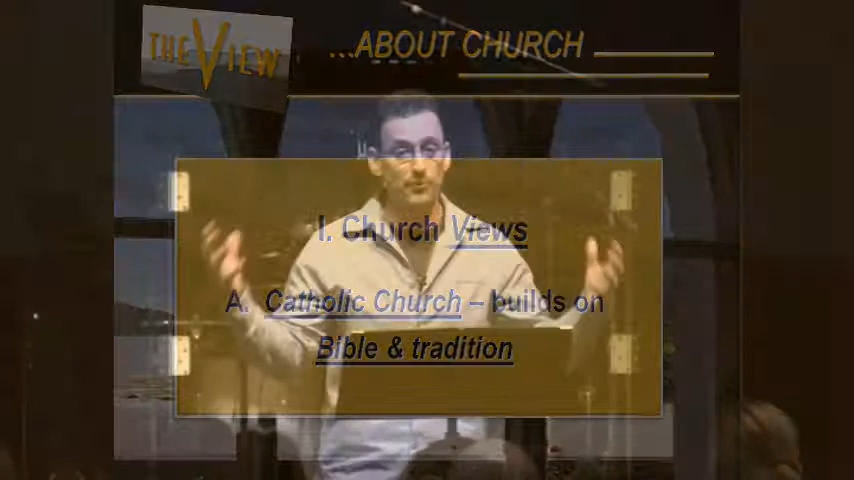 THE VIEW
...ABOUT CHURCH
I. Church Views
A. Catholic Church – builds on
Bible & tradition